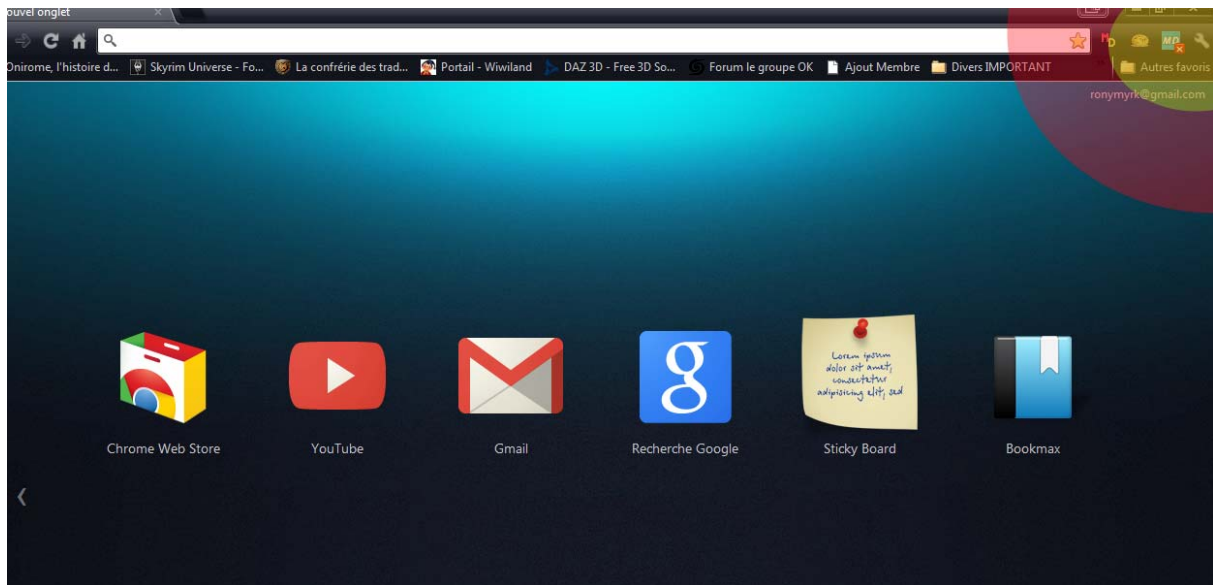 ouvel onglet
Onirome, l'histoire d... Skyrim Universe - Fo... La confrérie des trad... Portail - Wiwiland DAZ 3D - Free 3D So... Forum le groupe OK Ajout Membre Divers IMPORTANT Autres favoris
ronymyrk@gmail.com
Lorem ipsum
dolor sit amet,
consectetur
adipisicing elit, sed
Chrome Web Store YouTube Gmail Recherche Google Sticky Board Bookmax